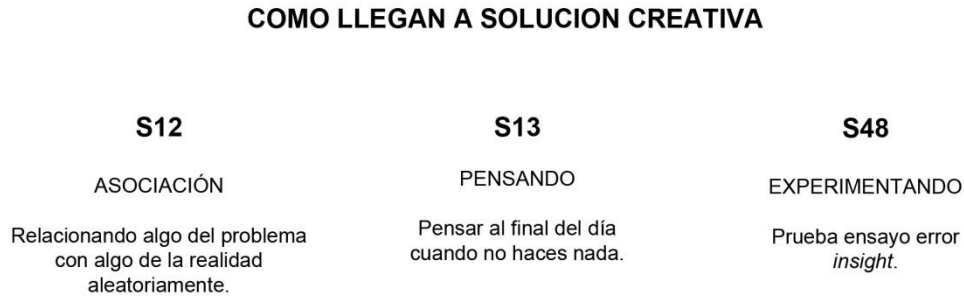 COMO LLEGAN A SOLUCION CREATIVA
S12
ASOCIACIÓN
Relacionando algo del problema
con algo de la realidad
aleatoriamente.
S13
PENSANDO
Pensar al final del día
cuando no haces nada.
S48
EXPERIMENTANDO
Prueba ensayo error
insight.